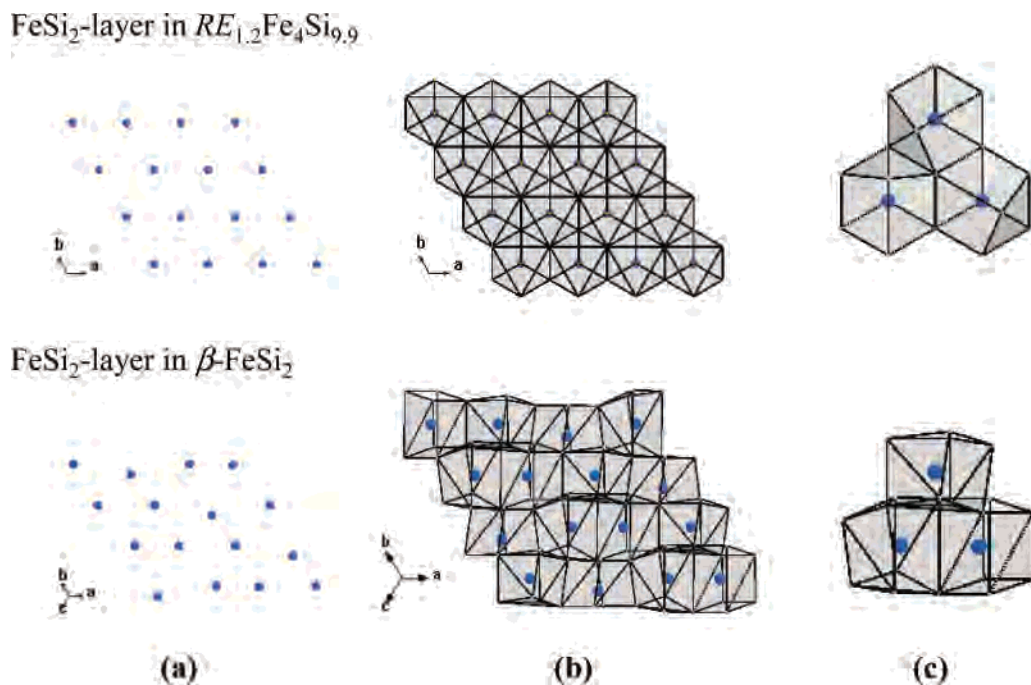 FeSi₂-layer in RE₁.₂Fe₄Si₉.₉
b
a
b
a
FeSi₂-layer in β-FeSi₂
b
a
c
b
a
c
(a) (b) (c)